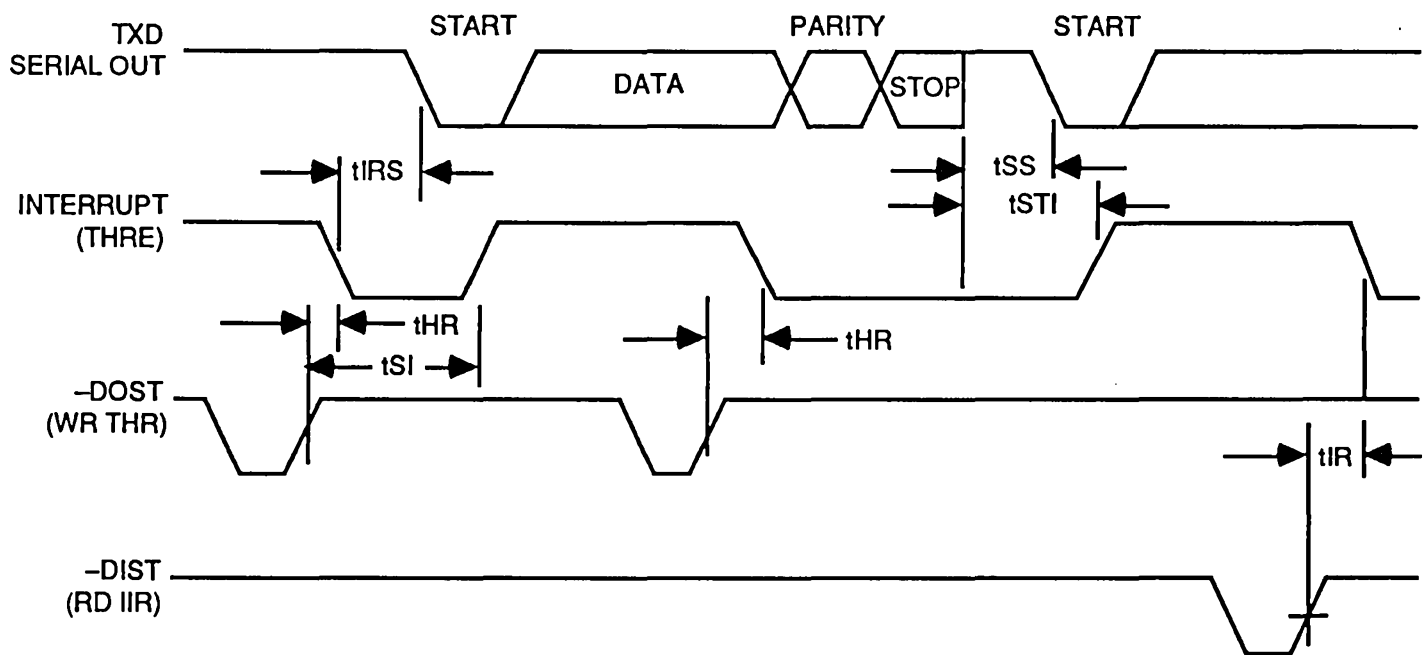 TXD
SERIAL OUT
START
DATA
PARITY
STOP
START
tIRS
tSS
tSTI
INTERRUPT
(THRE)
tHR
tSI
tHR
–DOST
(WR THR)
tIR
–DIST
(RD IIR)